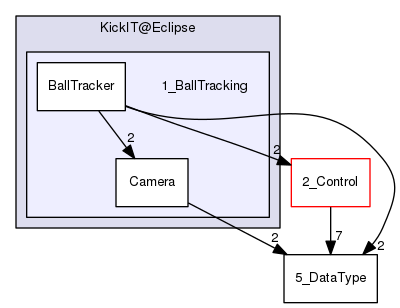 KickIT@Eclipse
BallTracker
1_BallTracking
2
2
Camera
2_Control
2
7
2
5_DataType